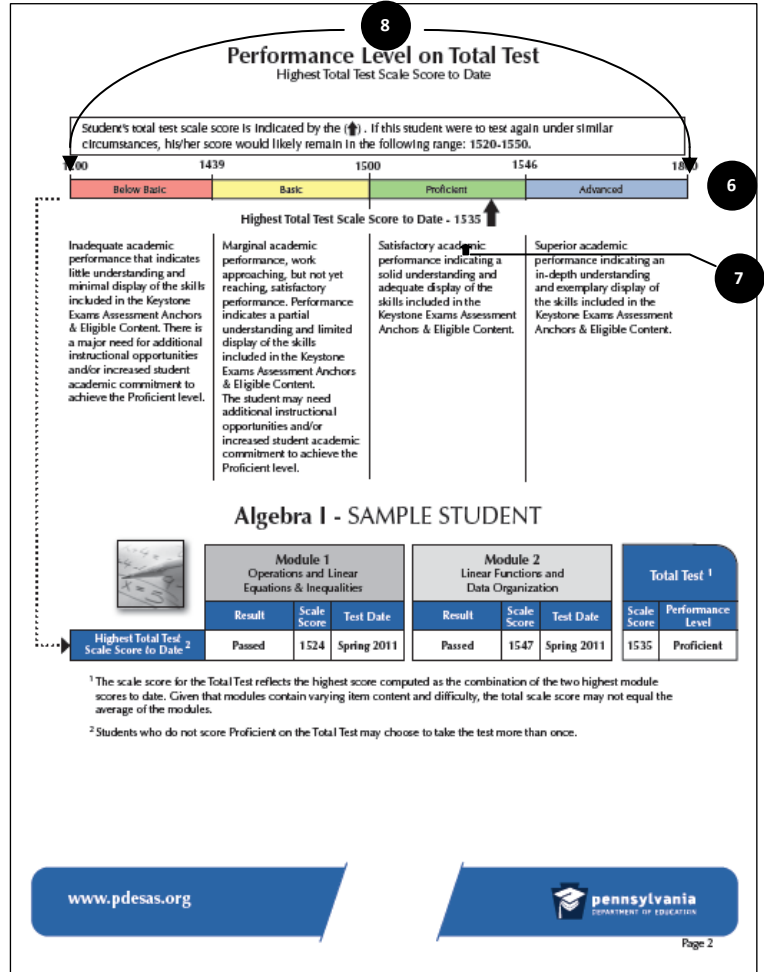 8
Performance Level on Total Test
Highest Total Test Scale Score to Date
Student's total test scale score is indicated by the (⬆) . If this student were to test again under similar
circumstances, his/her score would likely remain in the following range: 1520-1550.
1439 1500 1546
Below Basic Basic Proficient Advanced
6
Highest Total Test Scale Score to Date - 1535
Inadequate academic
performance that indicates
little understanding and
minimal display of the skills
included in the Keystone
Exams Assessment Anchors
& Eligible Content. There is
a major need for additional
instructional opportunities
and/or increased student
academic commitment to
achieve the Proficient level.
Marginal academic
performance, work
approaching, but not yet
reaching, satisfactory
performance. Performance
indicates a partial
understanding and limited
display of the skills
included in the Keystone
Exams Assessment Anchors
& Eligible Content.
The student may need
additional instructional
opportunities and/or
increased student academic
commitment to achieve the
Proficient level.
Satisfactory academic
performance indicating a
solid understanding and
adequate display of the
skills included in the
Keystone Exams Assessment
Anchors & Eligible Content.
Superior academic
performance indicating an
in-depth understanding
and exemplary display of
the skills included in the
Keystone Exams Assessment
Anchors & Eligible Content.
7
Algebra I - SAMPLE STUDENT
Module 1
Operations and Linear
Equations & Inequalities
Module 2
Linear Functions and
Data Organization
Total Test 1
Result Scale Score Test Date Result Scale Score Test Date Scale Score Performance Level
Highest Total Test
Scale Score to Date 2
Passed 1524 Spring 2011 Passed 1547 Spring 2011 1535 Proficient
1 The scale score for the Total Test reflects the highest score computed as the combination of the two highest module
scores to date. Given that modules contain varying item content and difficulty, the total scale score may not equal the
average of the modules.
2 Students who do not score Proficient on the Total Test may choose to take the test more than once.
www.pdesas.org
pennsylvania
DEPARTMENT OF EDUCATION
Page 2